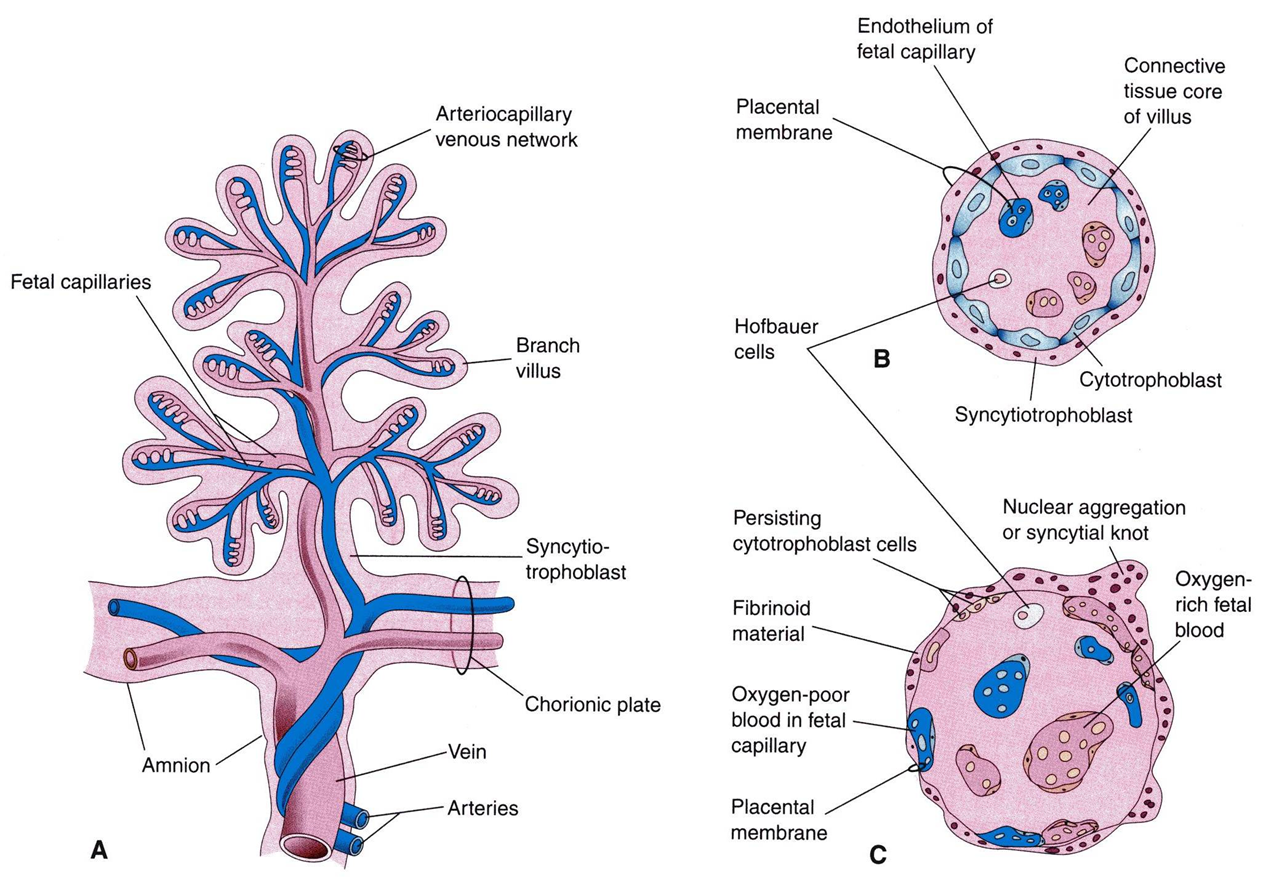 Arteriocapillary
venous network
Fetal capillaries
Branch
villus
Syncytio-
trophoblast
Chorionic plate
Amnion
Vein
Arteries
A
Endothelium of
fetal capillary
Connective
tissue core
of villus
Placental
membrane
Hofbauer
cells
B
Cytotrophoblast
Syncytiotrophoblast
Nuclear aggregation
or syncytial knot
Persisting
cytotrophoblast cells
Oxygen-
rich fetal
blood
Fibrinoid
material
Oxygen-poor
blood in fetal
capillary
Placental
membrane
C